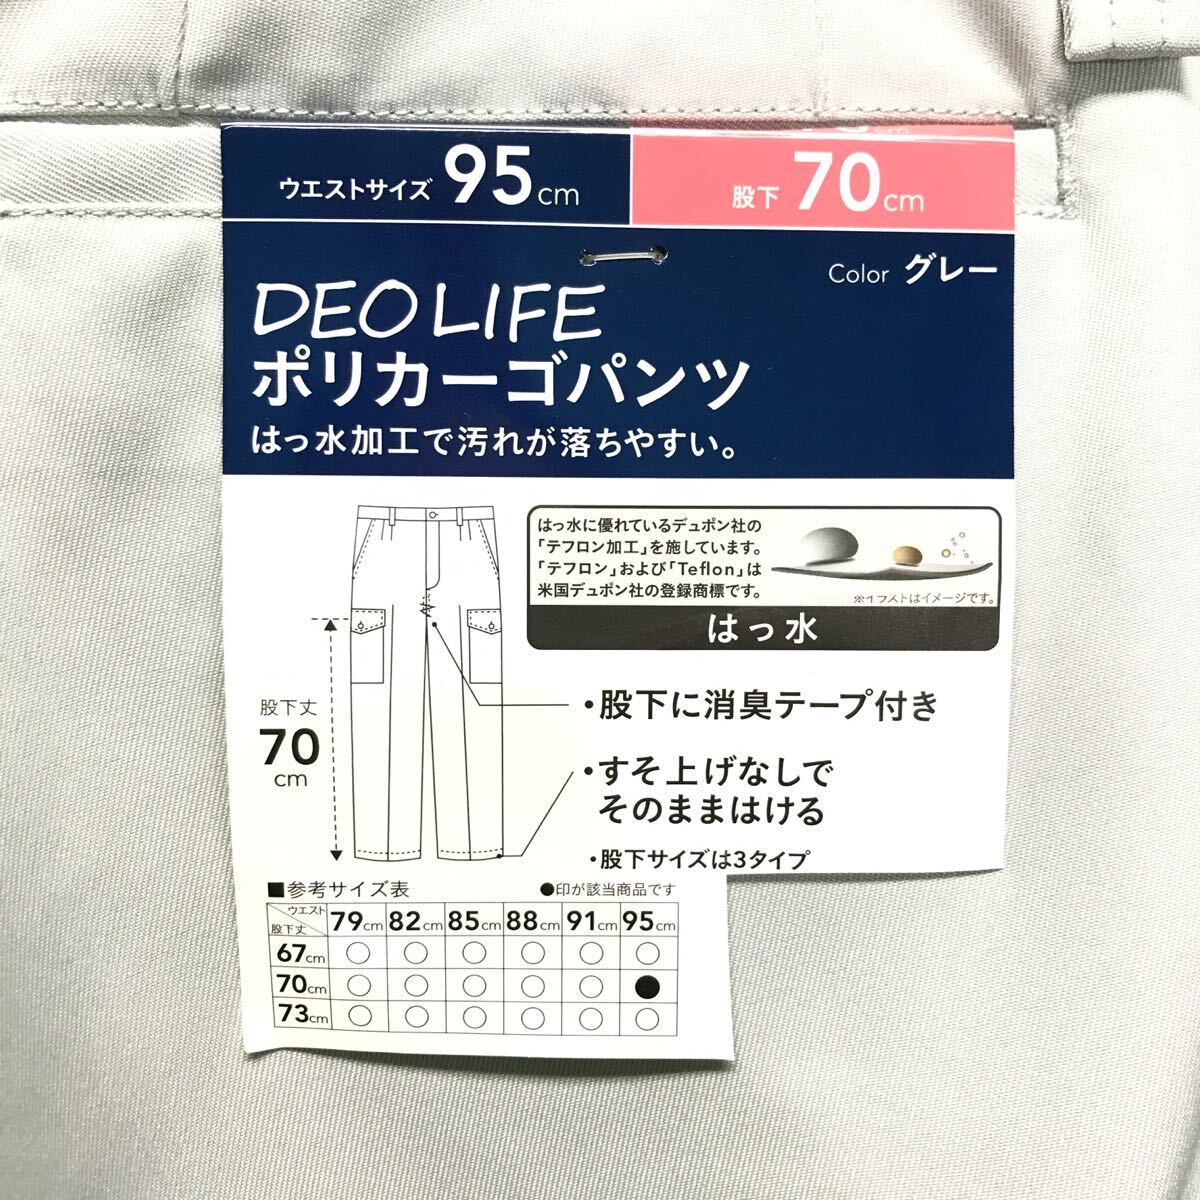 ウエストサイズ 95cm
股下 70cm
Color グレー
DEOLIFE
ポリカーゴパンツ
はっ水加工で汚れが落ちやすい。
はっ水に優れているデュポン社の
「テフロン加工」を施しています。
「テフロン」および「Teflon」は
米国デュポン社の登録商標です。
※イラストはイメージです。
はっ水
股下丈
70
cm
・股下に消臭テープ付き
・すそ上げなしで
そのままはける
・股下サイズは3タイプ
■参考サイズ表 ●印が該当商品です
ウエスト 79cm 82cm 85cm 88cm 91cm 95cm
股下丈
67cm ○ ○ ○ ○ ○ ○
70cm ○ ○ ○ ○ ○ ●
73cm ○ ○ ○ ○ ○ ○